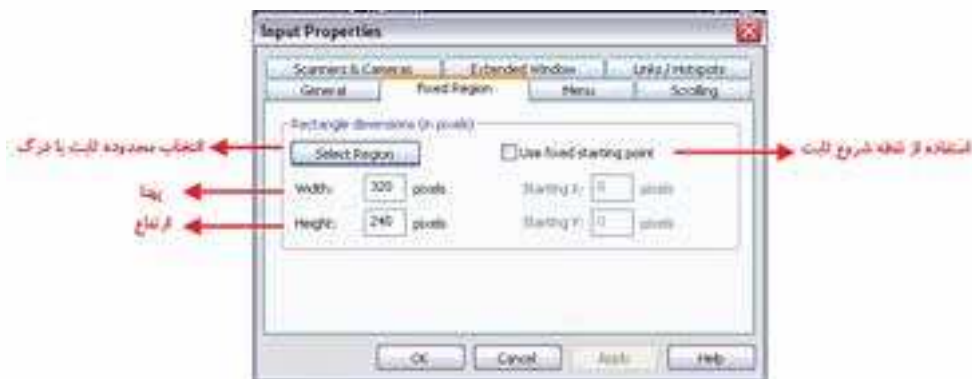 Input Properties
Scanners & Cameras Extended Window Links / Hotspots
General Fixed Region Menu Scrolling
Rectangle dimensions (in pixels)
انتخاب محدوده ثابت با درگ
Select Region
Use fixed starting point
استفاده از نقطه شروع ثابت
پهنا
Width: 320 pixels
Starting X: 0 pixels
ارتفاع
Height: 240 pixels
Starting Y: 0 pixels
OK Cancel Apply Help